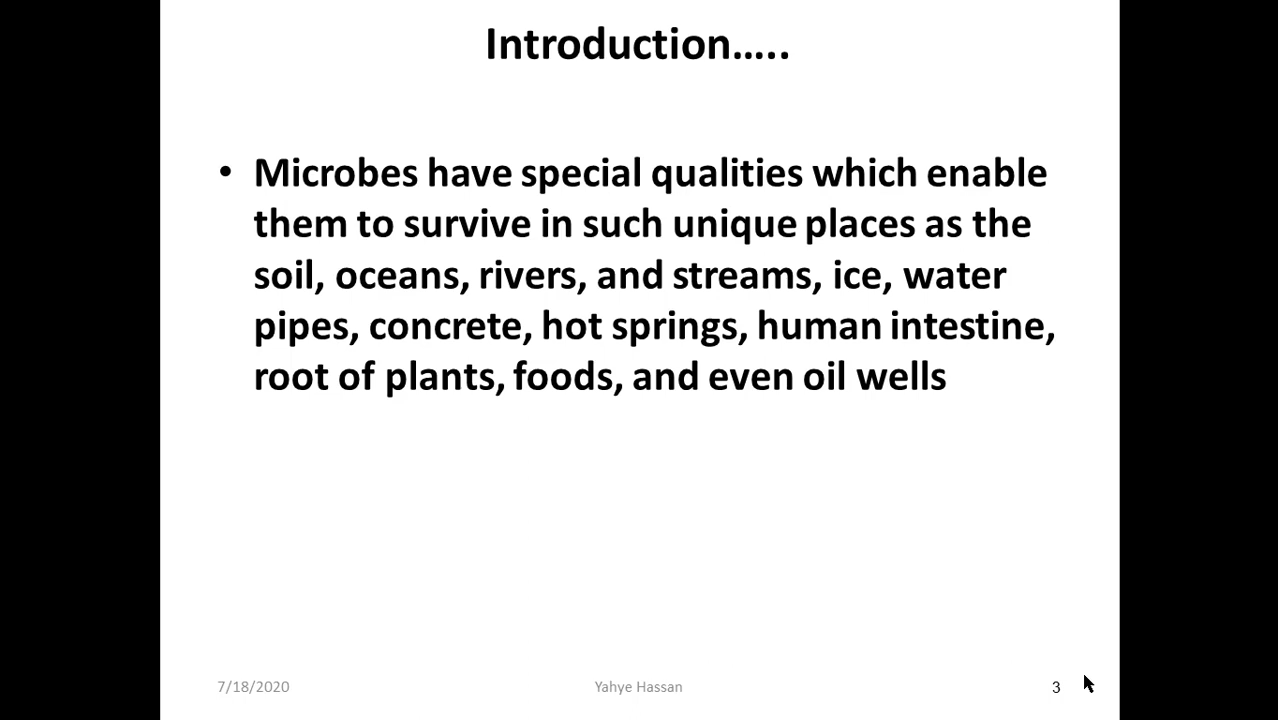 Introduction.....
• Microbes have special qualities which enable
them to survive in such unique places as the
soil, oceans, rivers, and streams, ice, water
pipes, concrete, hot springs, human intestine,
root of plants, foods, and even oil wells
7/18/2020 Yahye Hassan 3